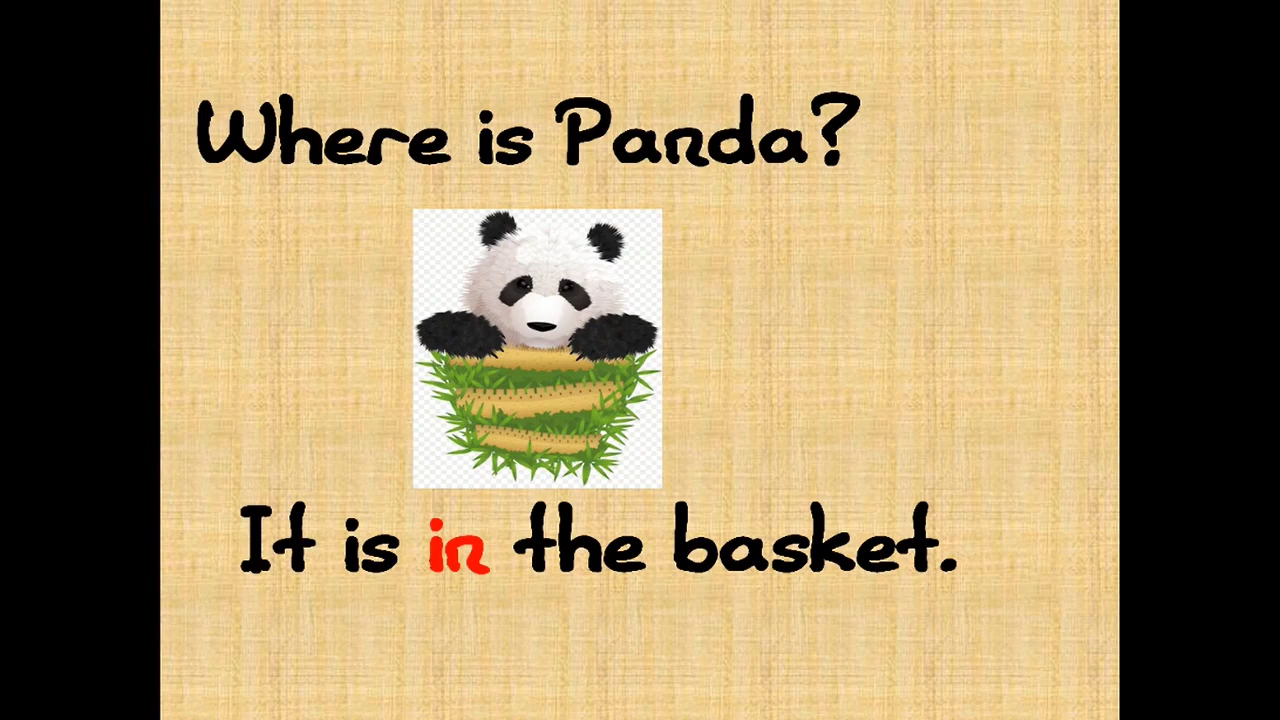 Where is Panda?
It is in the basket.